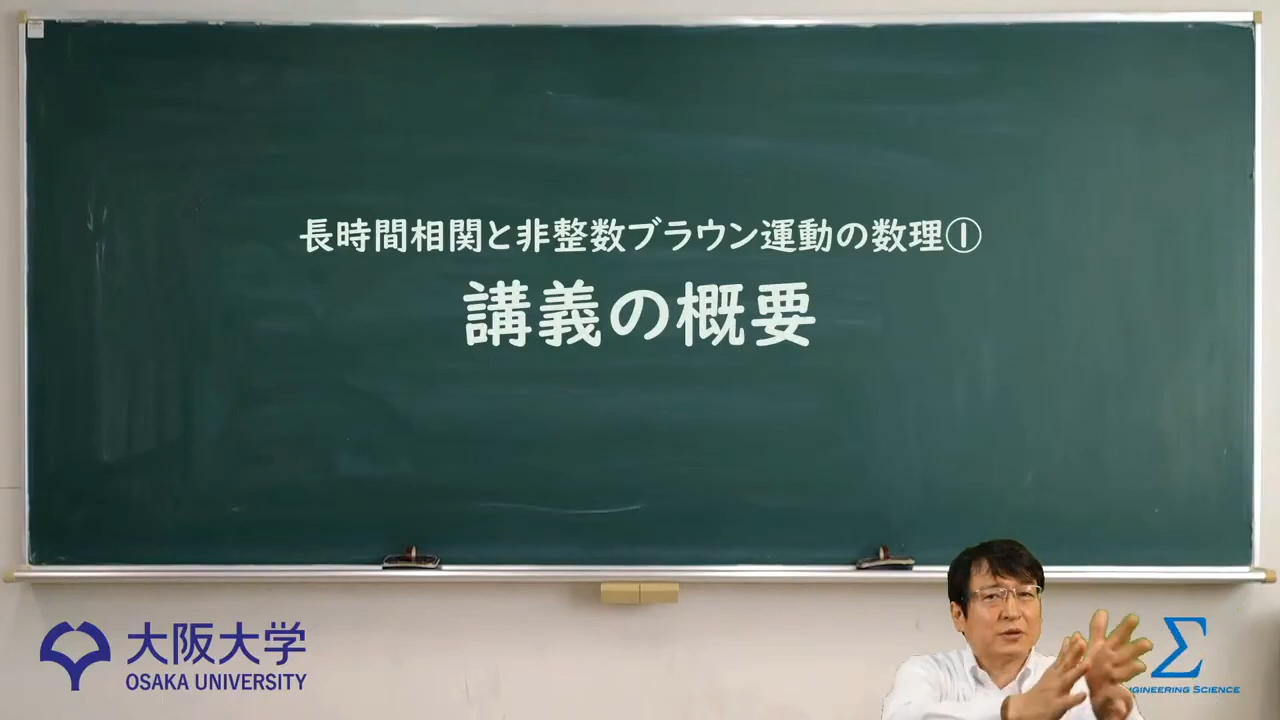 長時間相関と非整数ブラウン運動の数理①
講義の概要
大阪大学
OSAKA UNIVERSITY
Σ
NGINEERING SCIENCE